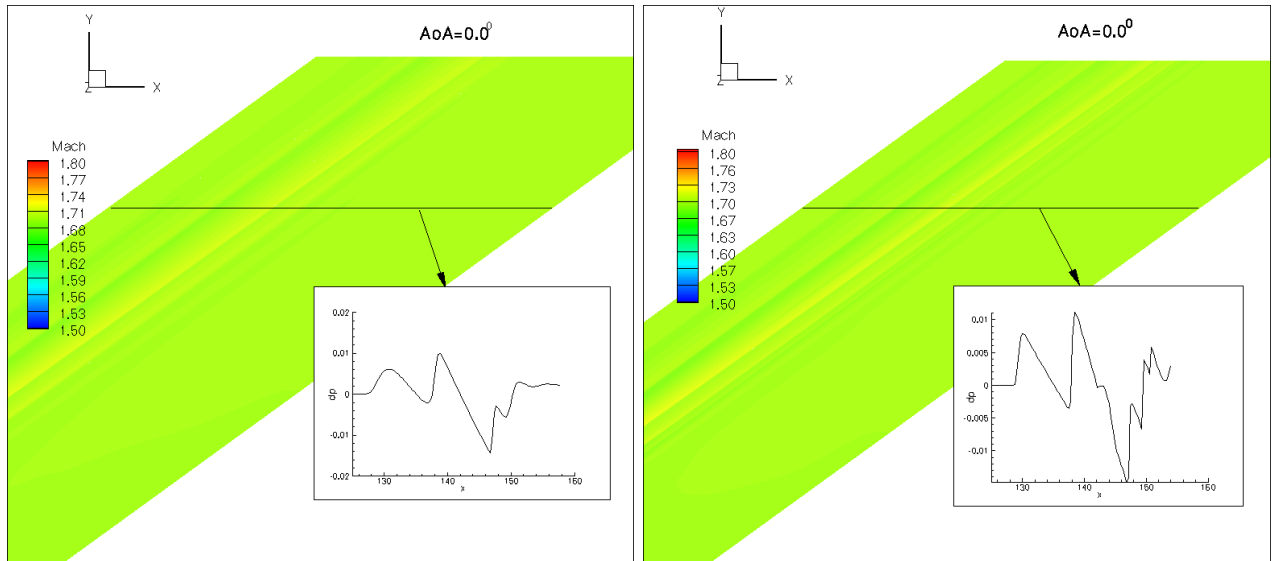 Y
AoA=0.0⁰
Z
X
Mach
1.80
1.77
1.74
1.71
1.68
1.65
1.62
1.59
1.56
1.53
1.50
0.02
0.01
0
-0.01
-0.02
dp
130
140
150
160
x
Y
AoA=0.0⁰
Z
X
Mach
1.80
1.76
1.73
1.70
1.67
1.63
1.60
1.57
1.53
1.50
0.01
0.005
0
-0.005
-0.01
dp
130
140
150
160
x